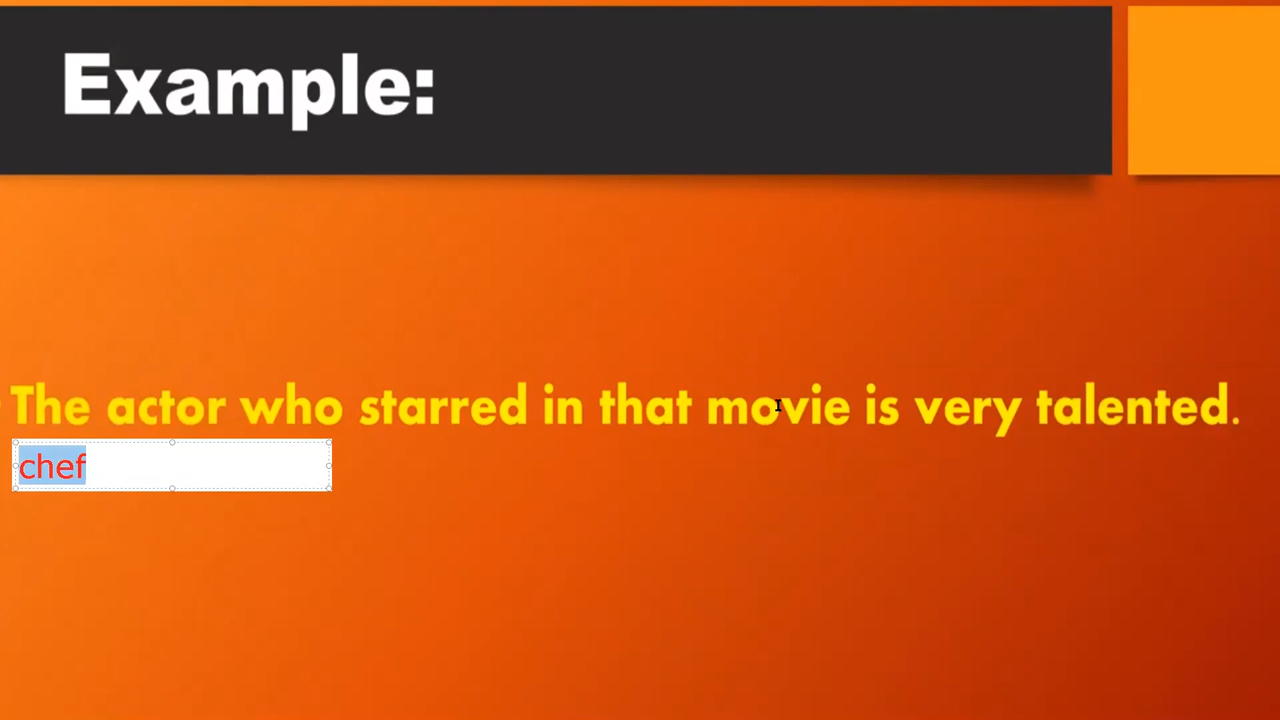 Example:
The actor who starred in that movie is very talented.
chef